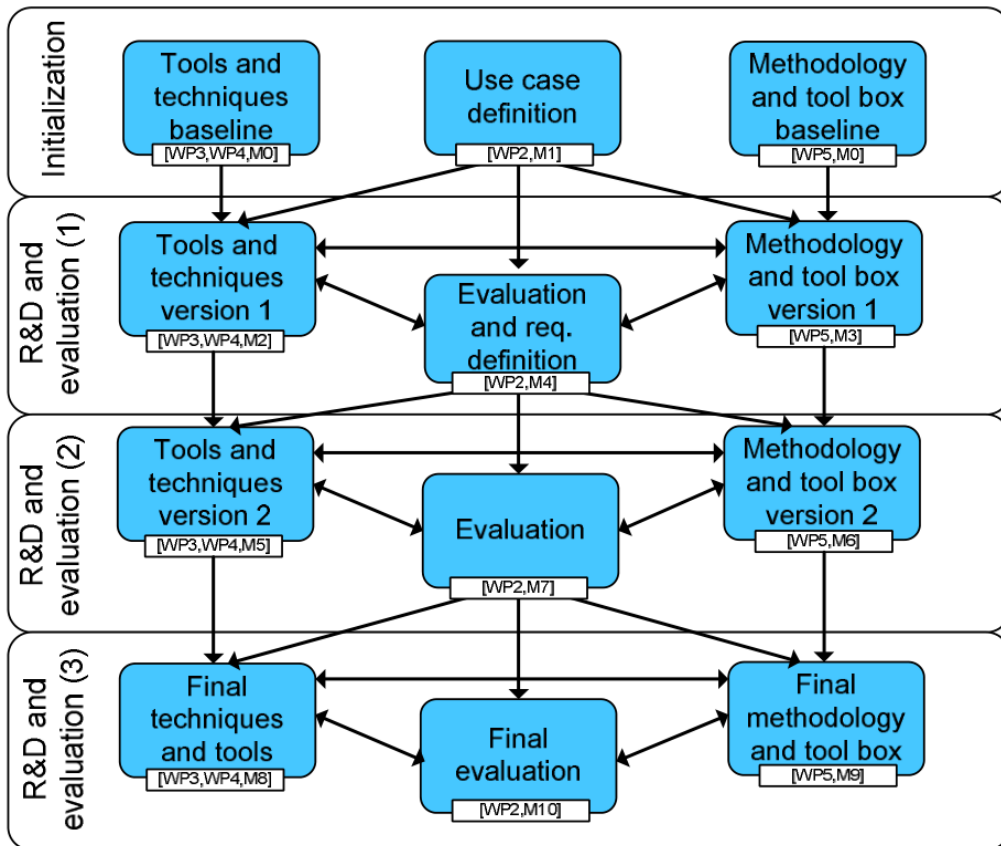 Initialization
Tools and
techniques
baseline
[WP3,WP4,M0]
Use case
definition
[WP2,M1]
Methodology
and tool box
baseline
[WP5,M0]
R&D and
evaluation (1)
Tools and
techniques
version 1
[WP3,WP4,M2]
Evaluation
and req.
definition
[WP2,M4]
Methodology
and tool box
version 1
[WP5,M3]
R&D and
evaluation (2)
Tools and
techniques
version 2
[WP3,WP4,M5]
Evaluation
[WP2,M7]
Methodology
and tool box
version 2
[WP5,M6]
R&D and
evaluation (3)
Final
techniques
and tools
[WP3,WP4,M8]
Final
evaluation
[WP2,M10]
Final
methodology
and tool box
[WP5,M9]